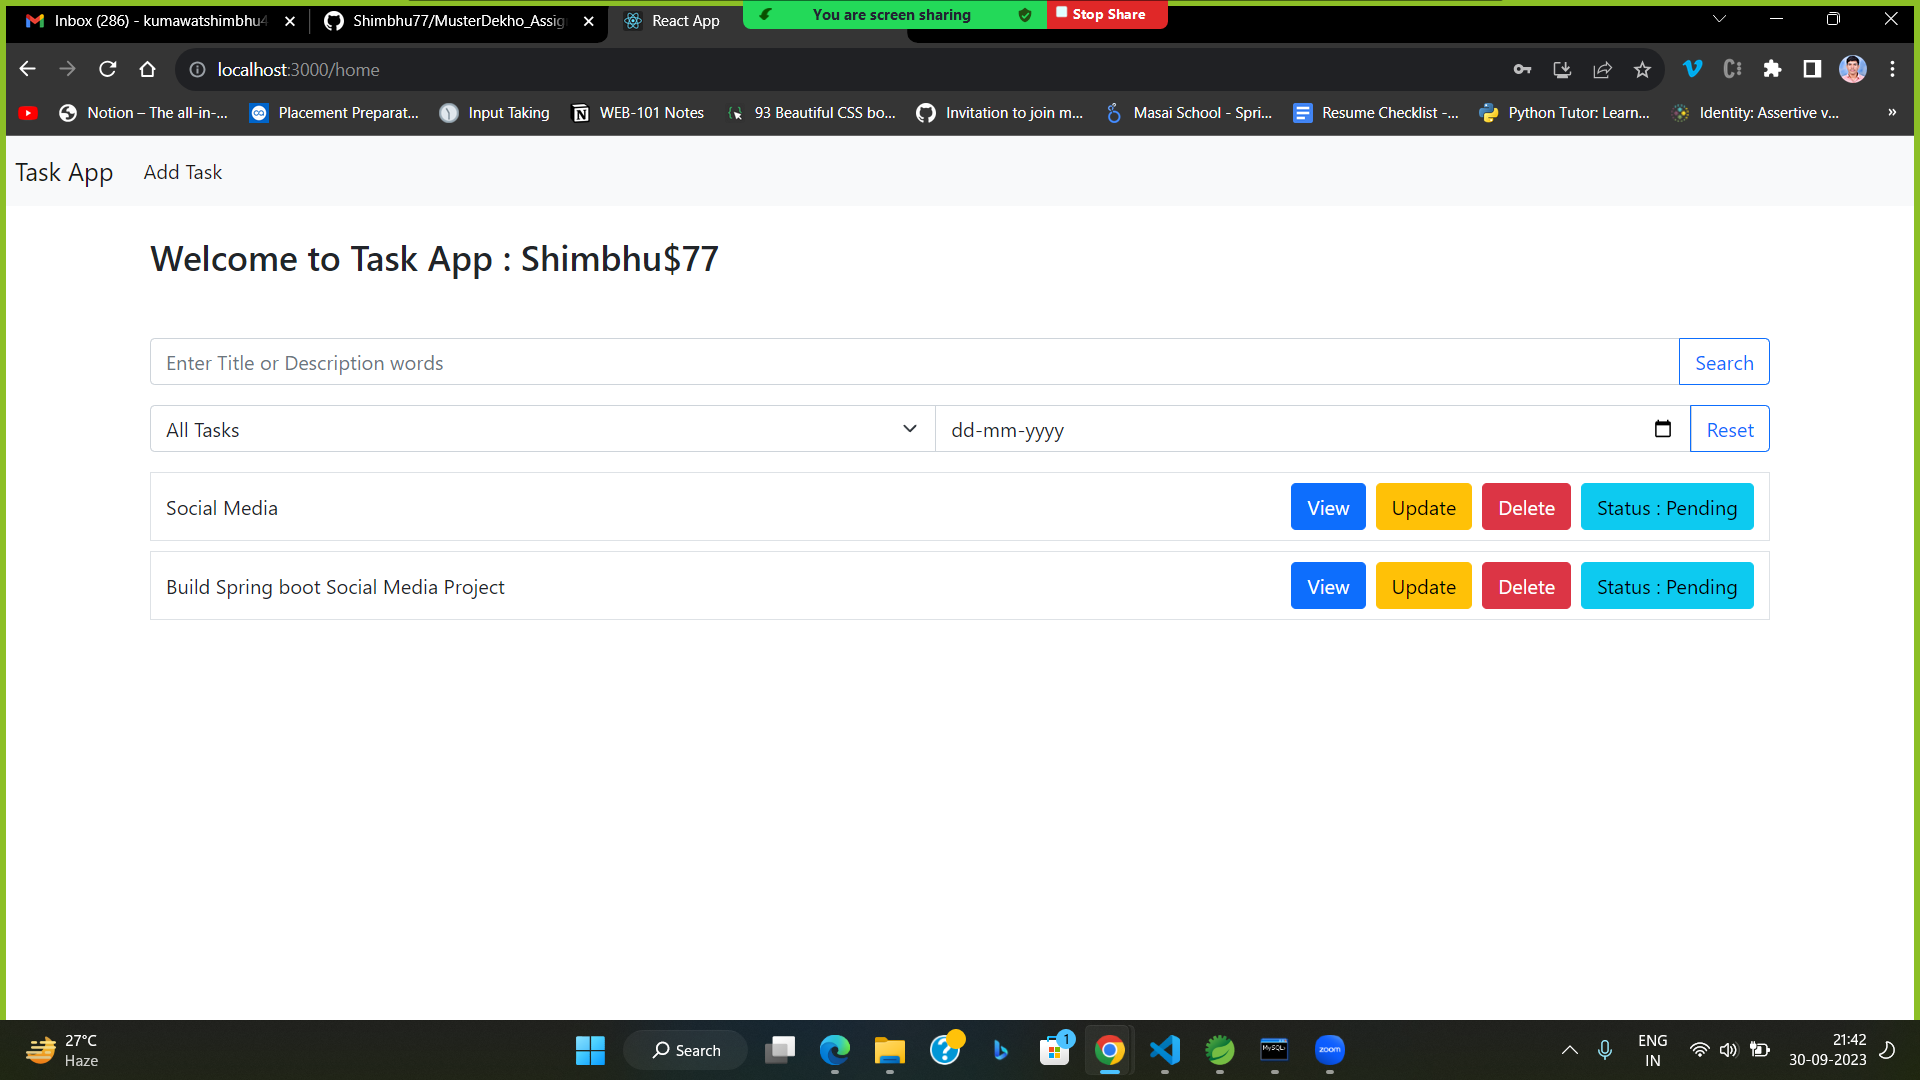 Inbox (286) - kumawatshimbhu4
Shimbhu77/MusterDekho_Assig
React App
You are screen sharing
Stop Share
localhost:3000/home
Notion – The all-in-...
Placement Preparat...
Input Taking
WEB-101 Notes
93 Beautiful CSS bo...
Invitation to join m...
Masai School - Spri...
Resume Checklist -...
Python Tutor: Learn...
Identity: Assertive v...
»
Task App
Add Task
Welcome to Task App : Shimbhu$77
Enter Title or Description words
Search
All Tasks
dd-mm-yyyy
Reset
Social Media
View
Update
Delete
Status : Pending
Build Spring boot Social Media Project
View
Update
Delete
Status : Pending
27°C
Haze
Search
1
MySQL
zoom
ENG
IN
21:42
30-09-2023